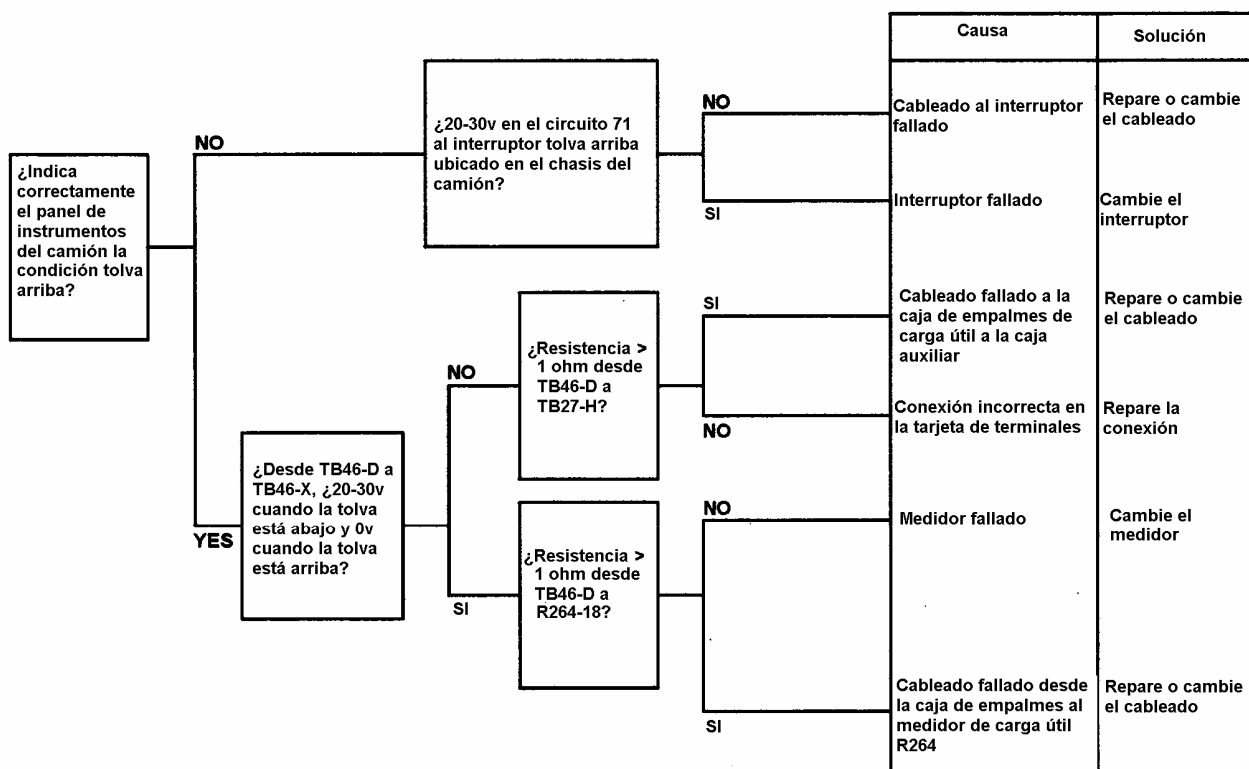 Causa
Solución
¿Indica
correctamente
el panel de
instrumentos
del camión la
condición tolva
arriba?
NO
¿20-30v en el circuito 71
al interruptor tolva arriba
ubicado en el chasis del
camión?
NO
Cableado al interruptor
fallado
Repare o cambie
el cableado
SI
Interruptor fallado
Cambie el
interruptor
YES
¿Desde TB46-D a
TB46-X, ¿20-30v
cuando la tolva
está abajo y 0v
cuando la tolva
está arriba?
NO
¿Resistencia >
1 ohm desde
TB46-D a
TB27-H?
SI
Cableado fallado a la
caja de empalmes de
carga útil a la caja
auxiliar
Repare o cambie
el cableado
NO
Conexión incorrecta en
la tarjeta de terminales
Repare la
conexión
SI
¿Resistencia >
1 ohm desde
TB46-D a
R264-18?
NO
Medidor fallado
Cambie el
medidor
SI
Cableado fallado desde
la caja de empalmes al
medidor de carga útil
R264
Repare o cambie
el cableado